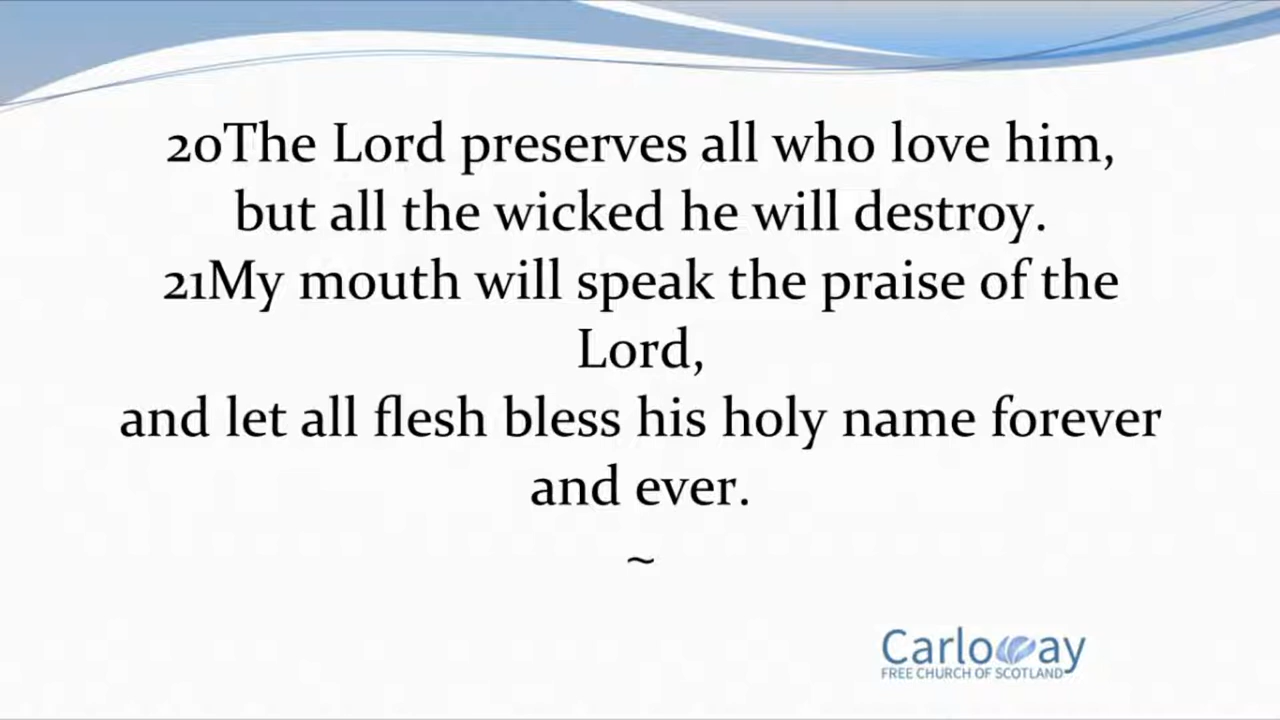 20The Lord preserves all who love him,
but all the wicked he will destroy.
21My mouth will speak the praise of the
Lord,
and let all flesh bless his holy name forever
and ever.
~
Carloway
FREE CHURCH OF SCOTLAND